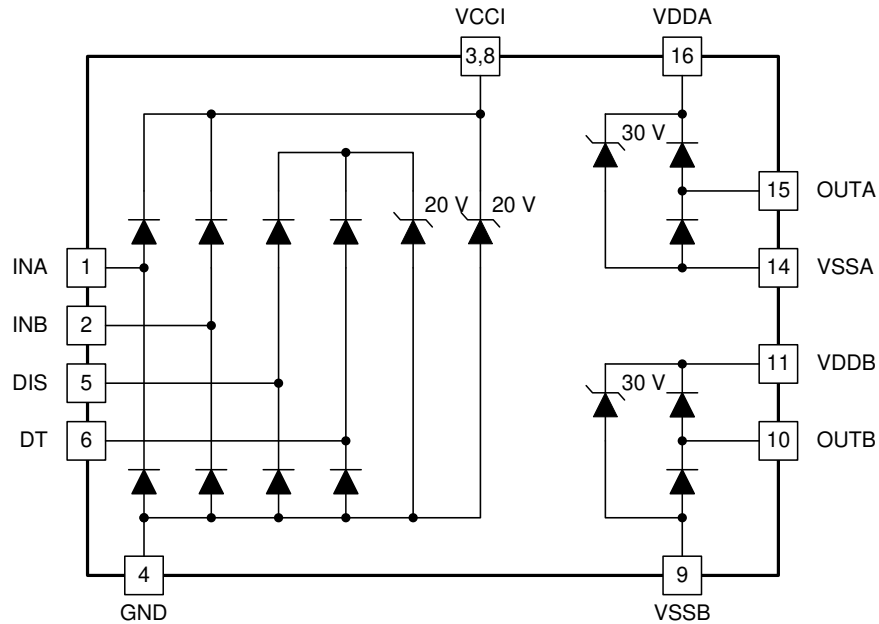 VCCI
VDDA
3,8
16
30 V
15
OUTA
20 V
20 V
INA
1
14
VSSA
INB
2
11
VDDB
DIS
5
30 V
DT
6
10
OUTB
4
9
GND
VSSB